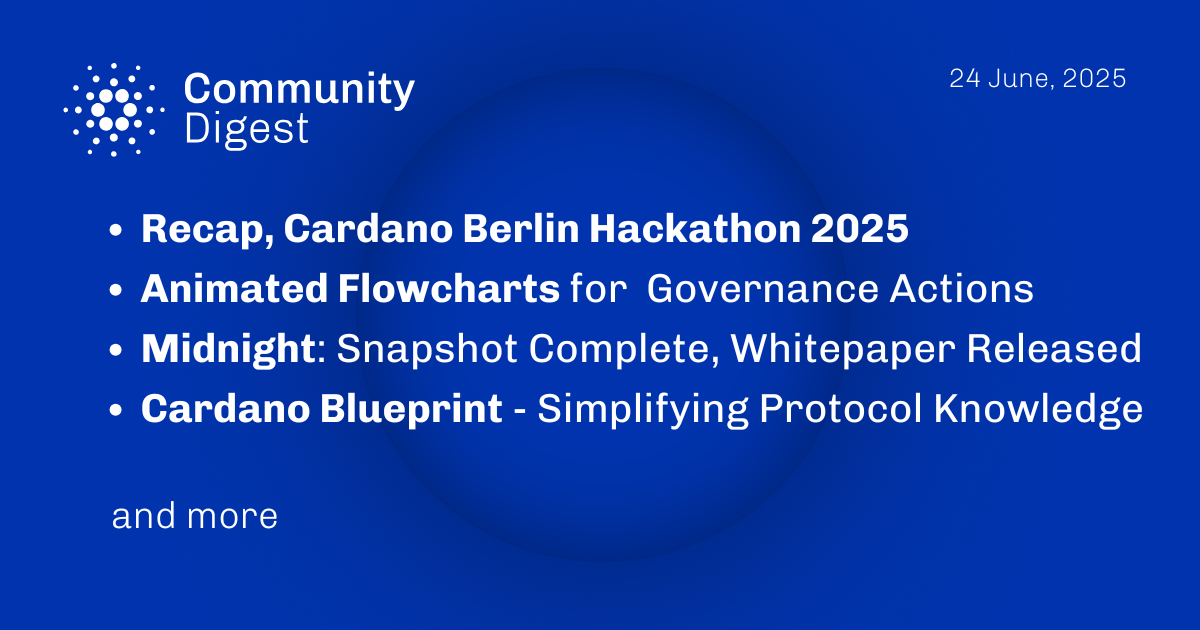 Community
Digest
24 June, 2025
• Recap, Cardano Berlin Hackathon 2025
• Animated Flowcharts for  Governance Actions
• Midnight: Snapshot Complete, Whitepaper Released
• Cardano Blueprint - Simplifying Protocol Knowledge
and more